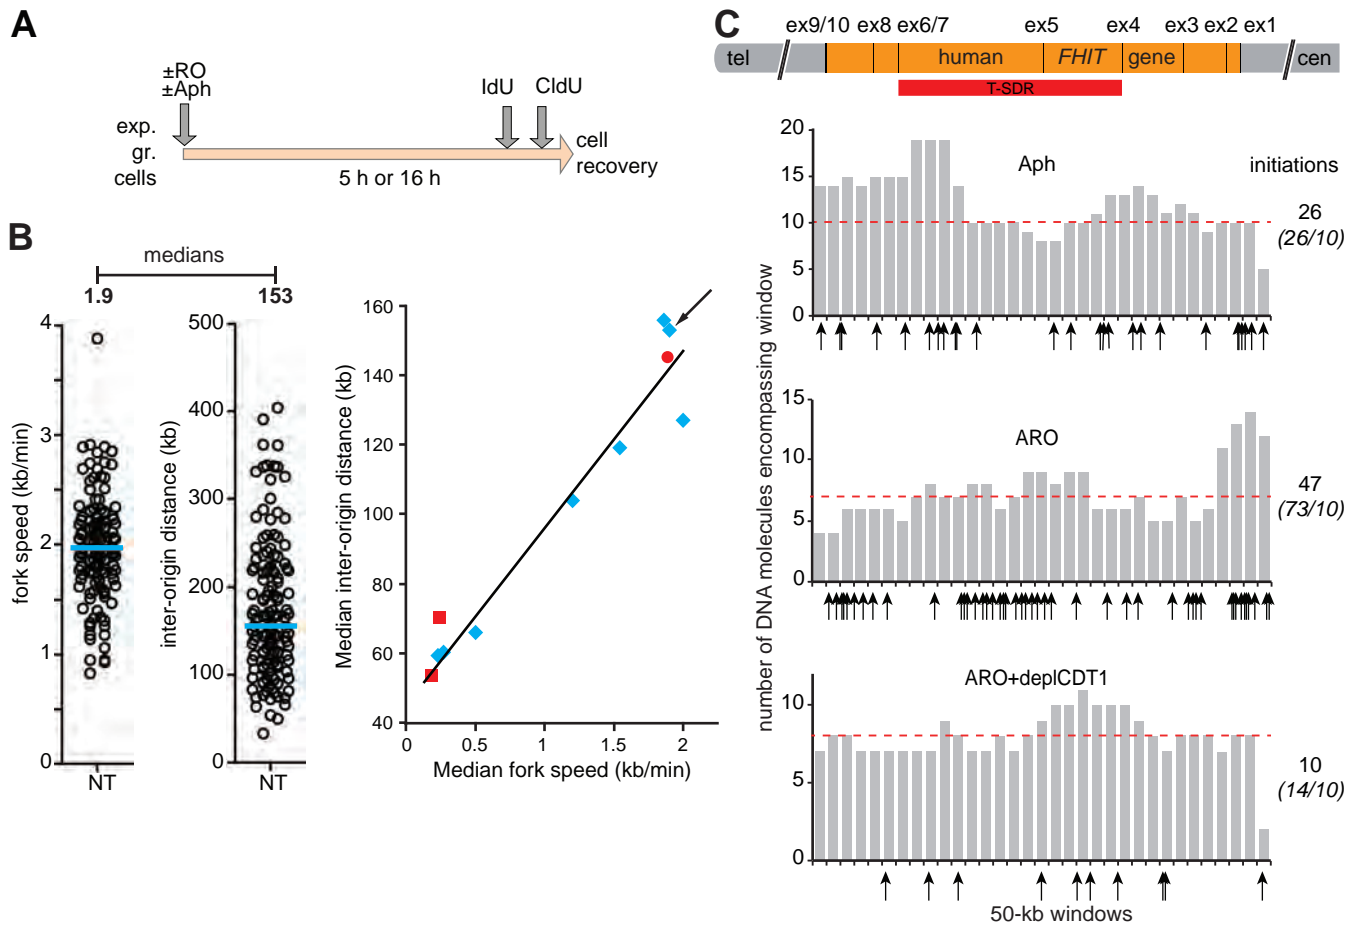 A
±RO
±Aph
IdU
CldU
exp.
gr.
cells
cell
recovery
5 h or 16 h
B
medians
1.9
153
fork speed (kb/min)
4
3
2
1
0
NT
inter-origin distance (kb)
500
400
300
200
100
0
NT
Median inter-origin distance (kb)
160
140
120
100
80
60
40
0
0.5
1
1.5
2
Median fork speed (kb/min)
C
ex9/10
ex8
ex6/7
ex5
ex4
ex3
ex2
ex1
tel
human
FHIT
gene
cen
T-SDR
number of DNA molecules encompassing window
20
15
10
5
0
Aph
initiations
26
(26/10)
15
10
5
0
ARO
47
(73/10)
10
5
0
ARO+deplCDT1
10
(14/10)
50-kb windows